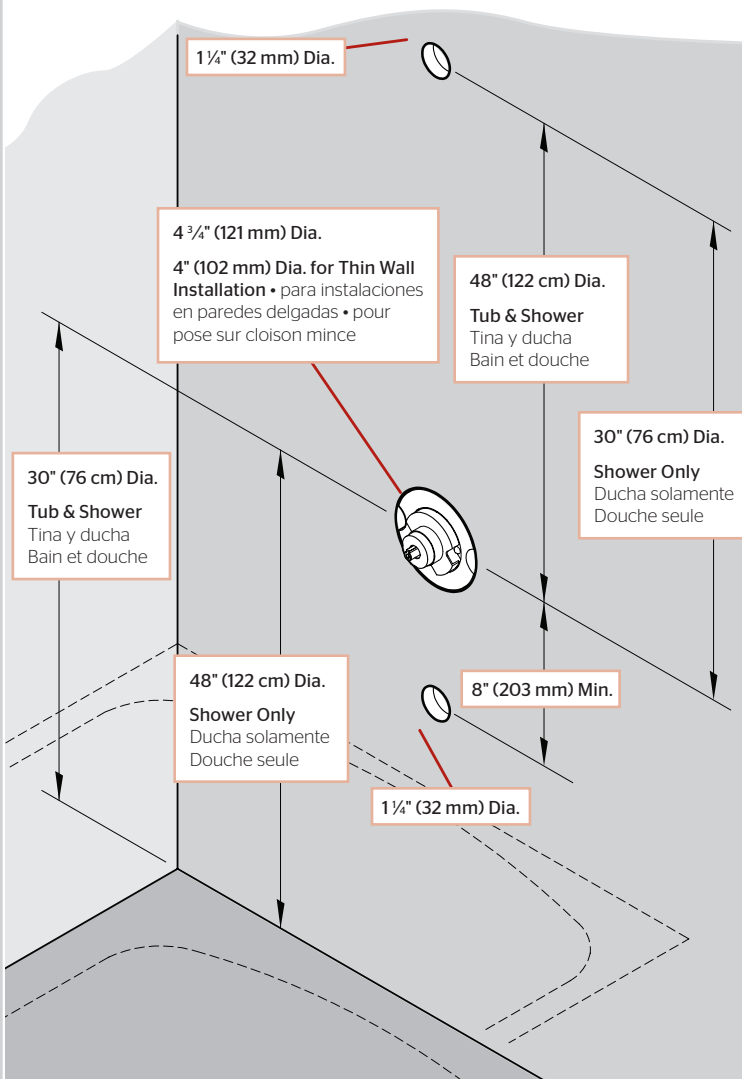 1 ¼" (32 mm) Dia.
4 ¾" (121 mm) Dia.
4" (102 mm) Dia. for Thin Wall
Installation • para instalaciones
en paredes delgadas • pour
pose sur cloison mince
48" (122 cm) Dia.
Tub & Shower
Tina y ducha
Bain et douche
30" (76 cm) Dia.
Shower Only
Ducha solamente
Douche seule
30" (76 cm) Dia.
Tub & Shower
Tina y ducha
Bain et douche
48" (122 cm) Dia.
Shower Only
Ducha solamente
Douche seule
8" (203 mm) Min.
1 ¼" (32 mm) Dia.